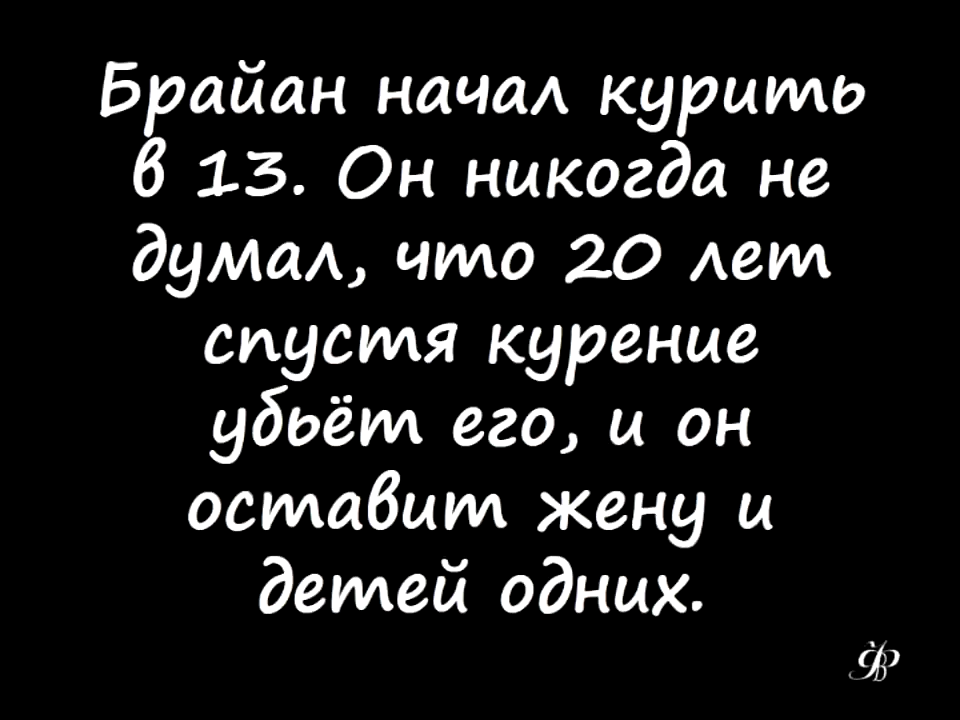 Брайан начал курить
в 13. Он никогда не
думал, что 20 лет
спустя курение
убьёт его, и он
оставит жену и
детей одних.